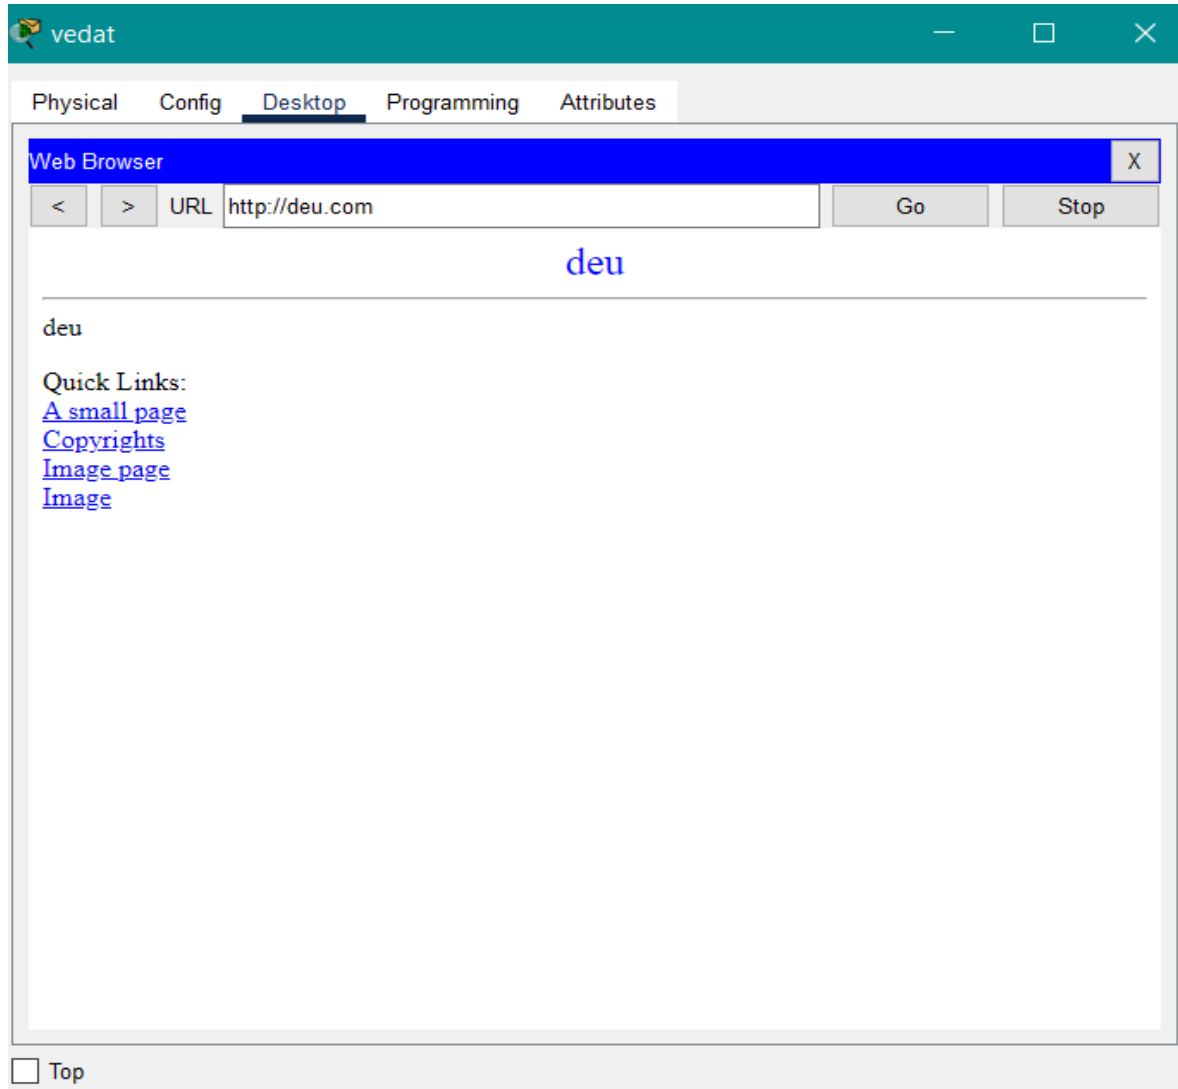 vedat
Physical Config Desktop Programming Attributes
Web Browser X
< > URL http://deu.com Go Stop
deu
deu
Quick Links:
A small page
Copyrights
Image page
Image
Top